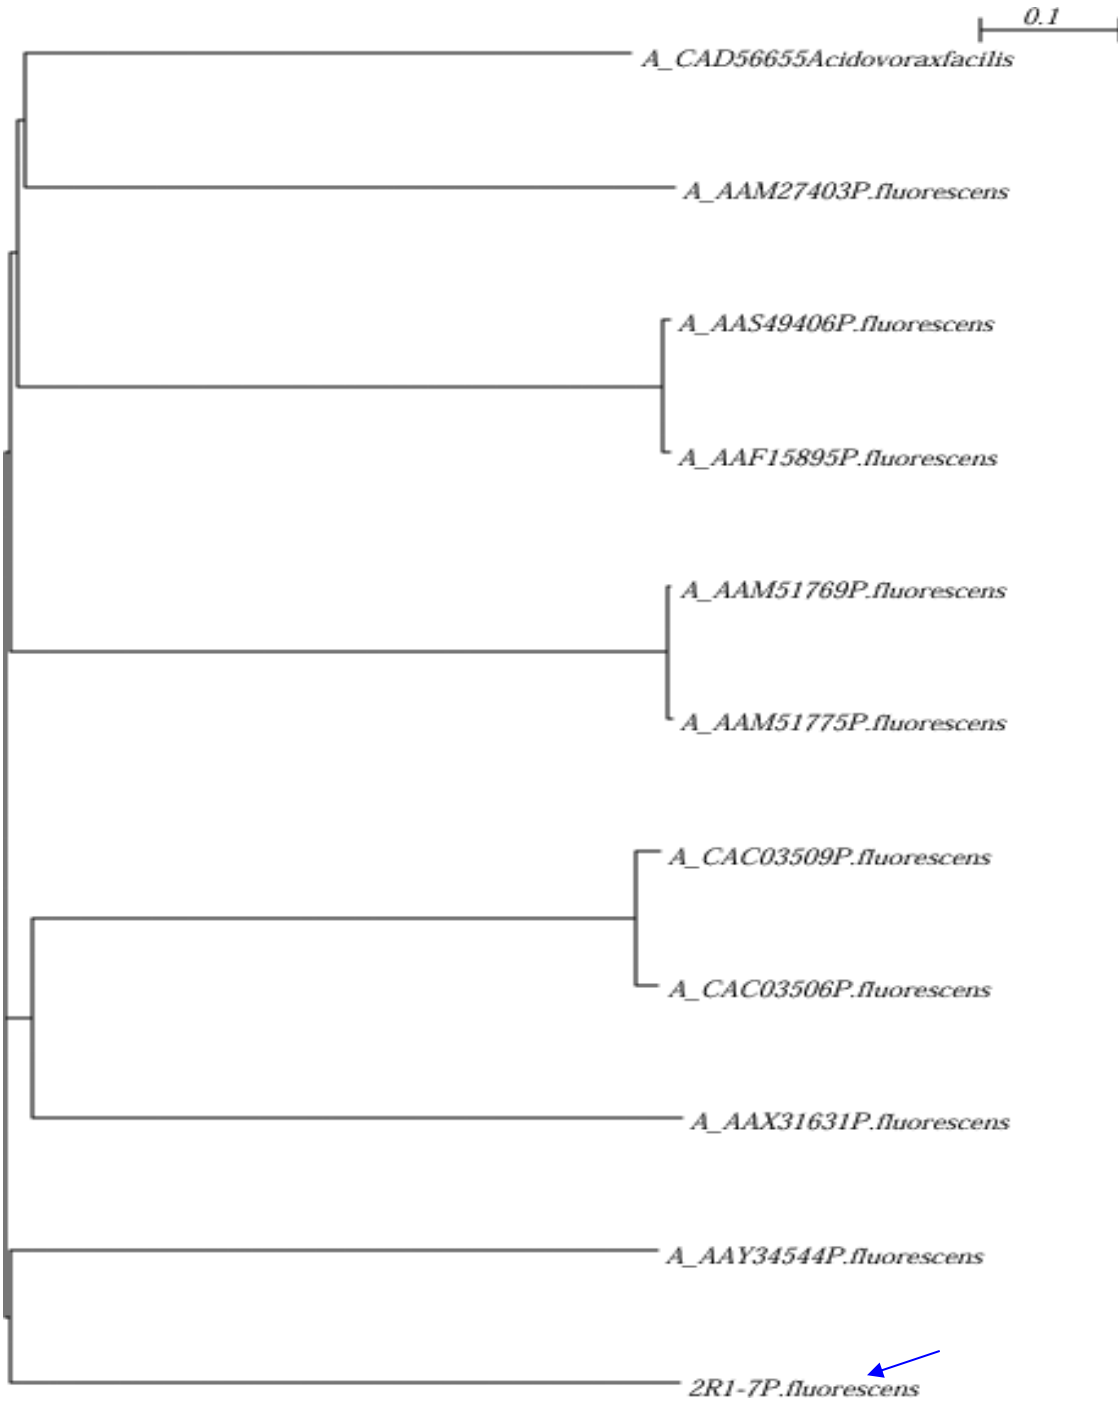 0.1
A_CAD56655Acidovoraxfacilis
A_AAM27403P.fluorescens
A_AAS49406P.fluorescens
A_AAF15895P.fluorescens
A_AAM51769P.fluorescens
A_AAM51775P.fluorescens
A_CAC03509P.fluorescens
A_CAC03506P.fluorescens
A_AAX31631P.fluorescens
A_AAY34544P.fluorescens
2R1-7P.fluorescens